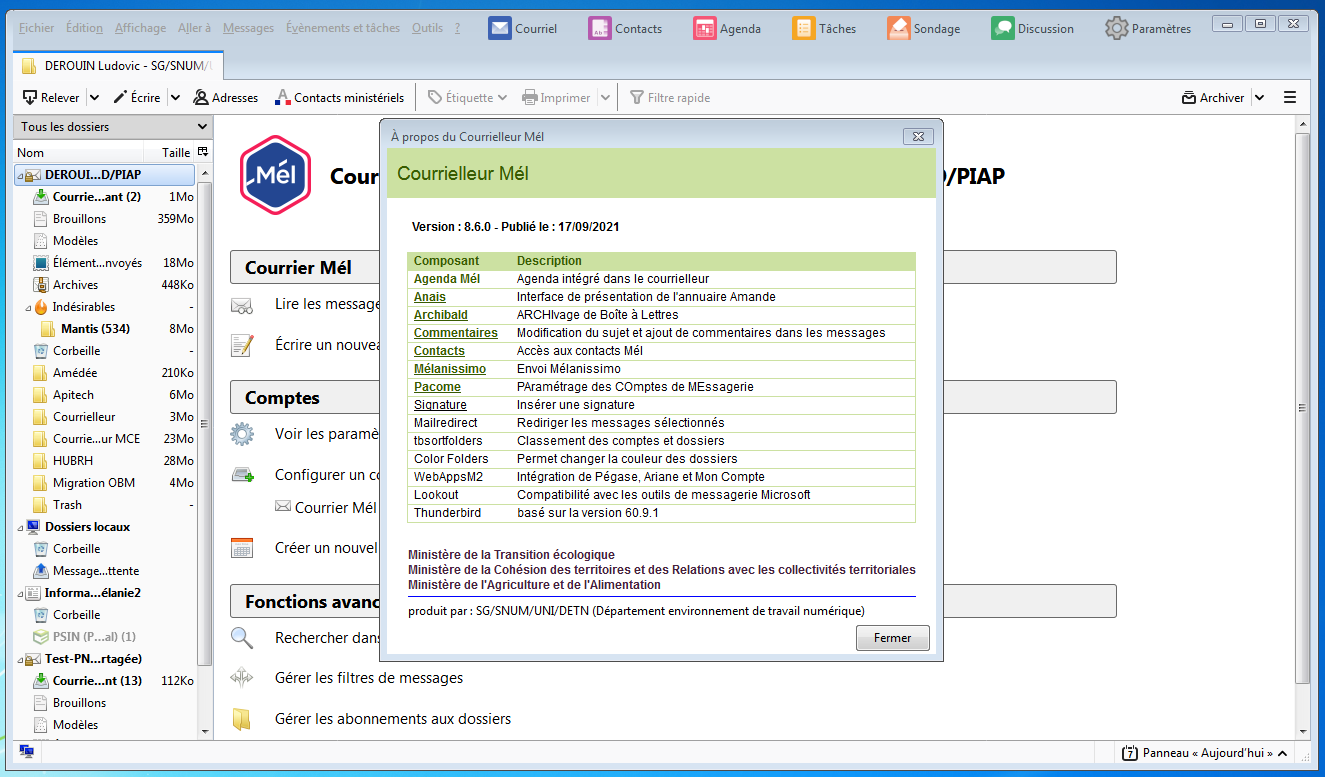 Fichier Édition Affichage Aller à Messages Évènements et tâches Outils ? Courriel Contacts Agenda Tâches Sondage Discussion Paramètres
DEROUIN Ludovic - SG/SNUM/
Relever Écrire Adresses Contacts ministériels Étiquette Imprimer Filtre rapide Archiver
Tous les dossiers
Nom Taille
DEROUI...D/PIAP
Courrie...ant (2) 1Mo
Brouillons 359Mo
Modèles
Élément...nvoyés 18Mo
Archives 448Ko
Indésirables -
Mantis (534) 8Mo
Corbeille -
Amédée 210Ko
Apitech 6Mo
Courrielleur 3Mo
Courrie...ur MCE 23Mo
HUBRH 28Mo
Migration OBM 4Mo
Trash -
Dossiers locaux
Corbeille
Message...ttente
Informa...élanie2
Corbeille
PSIN (P...al) (1)
Test-PN...rtagée)
Courrie...nt (13) 112Ko
Brouillons
Modèles
Mél
Cour
D/PIAP
Courrier Mél
Lire les message
Écrire un nouvea
Comptes
Voir les paramè
Configurer un co
Courrier Mél
Créer un nouvel
Fonctions avanc
Rechercher dans
Gérer les filtres de messages
Gérer les abonnements aux dossiers
À propos du Courrielleur Mél
Courrielleur Mél
Version : 8.6.0 - Publié le : 17/09/2021
Composant Description
Agenda Mél Agenda intégré dans le courrielleur
Anais Interface de présentation de l'annuaire Amande
Archibald ARCHIvage de Boîte à Lettres
Commentaires Modification du sujet et ajout de commentaires dans les messages
Contacts Accès aux contacts Mél
Mélanissimo Envoi Mélanissimo
Pacome PAramétrage des COmptes de MEssagerie
Signature Insérer une signature
Mailredirect Rediriger les messages sélectionnés
tbsortfolders Classement des comptes et dossiers
Color Folders Permet changer la couleur des dossiers
WebAppsM2 Intégration de Pégase, Ariane et Mon Compte
Lookout Compatibilité avec les outils de messagerie Microsoft
Thunderbird basé sur la version 60.9.1
Ministère de la Transition écologique
Ministère de la Cohésion des territoires et des Relations avec les collectivités territoriales
Ministère de l'Agriculture et de l'Alimentation
produit par : SG/SNUM/UNI/DETN (Département environnement de travail numérique)
Fermer
7 Panneau « Aujourd'hui »